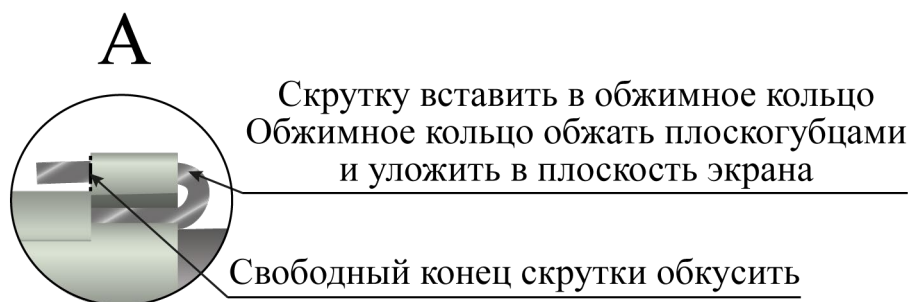 А
Скрутку вставить в обжимное кольцо
Обжимное кольцо обжать плоскогубцами
и уложить в плоскость экрана
Свободный конец скрутки обкусить